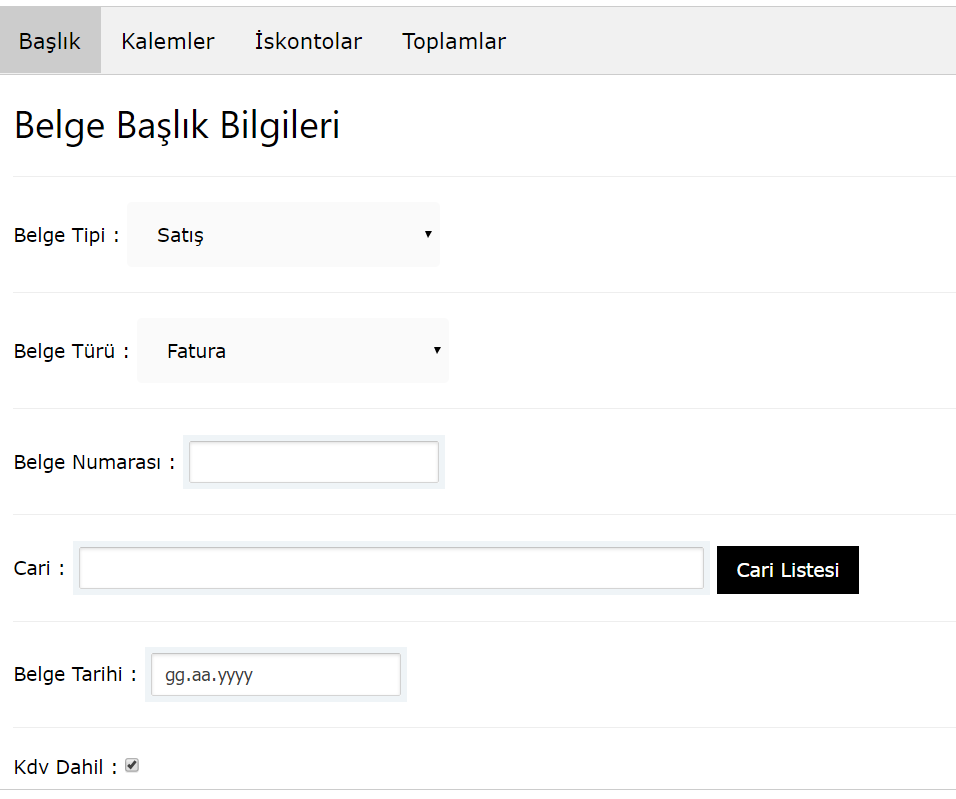 Başlık Kalemler İskontolar Toplamlar
Belge Başlık Bilgileri
Belge Tipi : Satış
Belge Türü : Fatura
Belge Numarası :
Cari : Cari Listesi
Belge Tarihi : gg.aa.yyyy
Kdv Dahil :